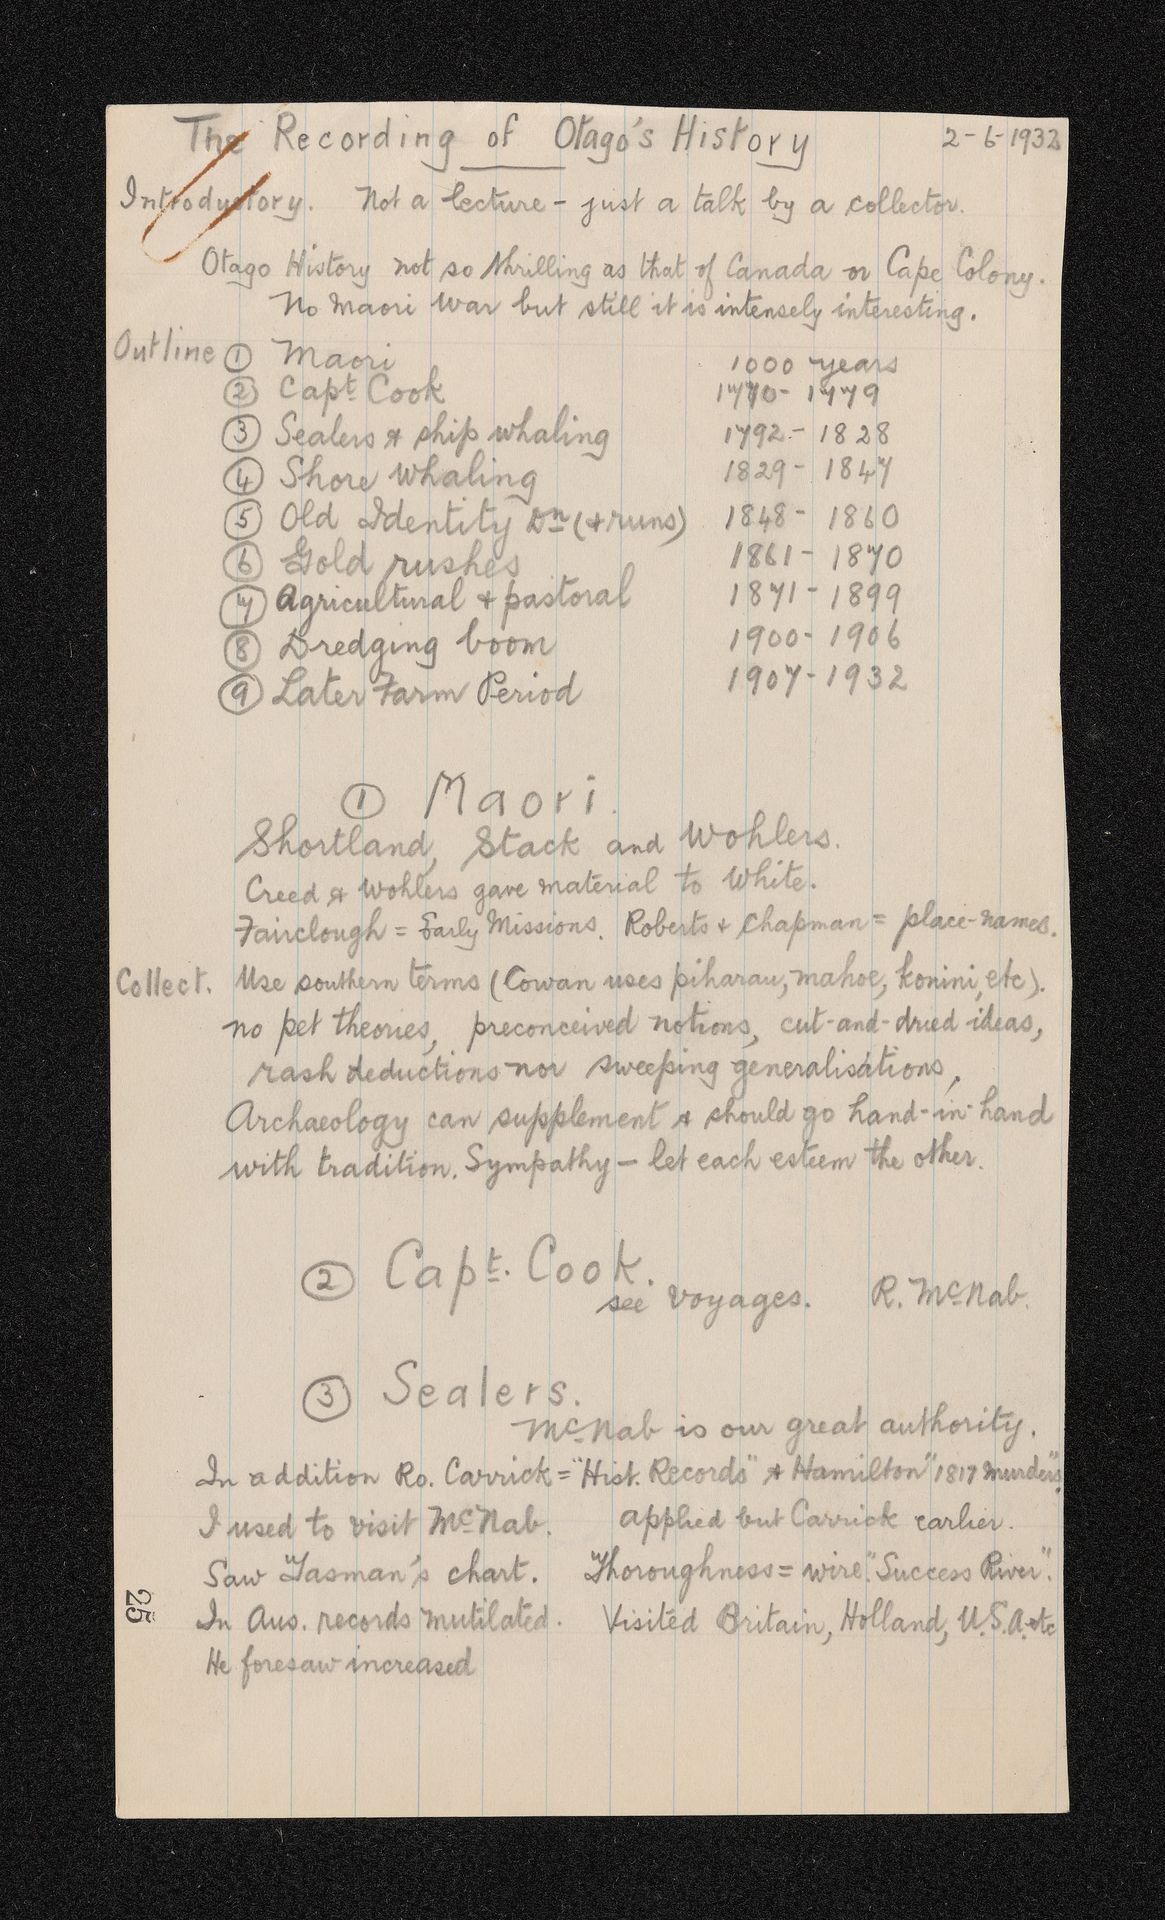 The Recording of Otago's History 2-6-1932
Introductory. Not a lecture - just a talk by a collector.
Otago History not so thrilling as that of Canada or Cape Colony.
No Maori War but still it is intensely interesting.
Outline ① Maori 1000 years
② Capt. Cook 1770-1779
③ Sealers & ship whaling 1792-1828
④ Shore Whaling 1829-1847
⑤ Old Identity Dn (& runs) 1848-1860
⑥ Gold rushes 1861-1870
⑦ Agricultural & pastoral 1871-1899
⑧ Dredging boom 1900-1906
⑨ Later Farm Period 1907-1932
① Maori.
Shortland, Stack and Wohlers.
Creed & Wohlers gave material to White.
Fairclough = Early Missions. Roberts & Chapman = place-names.
Collect. Use southern terms (Cowan uses piharau, mahoe, konini, etc).
no pet theories, preconceived notions, cut-and-dried ideas,
rash deductions nor sweeping generalisations,
Archaeology can supplement & should go hand-in-hand
with tradition. Sympathy - let each esteem the other.
② Capt. Cook.
see Voyages. R. McNab.
③ Sealers.
McNab is our great authority.
In addition Ro. Carrick = "Hist. Records" & Hamilton "1817 murders".
I used to visit McNab. applied but Carrick earlier.
Saw Tasman's chart. Thoroughness = wire "Success River".
In Aus. records mutilated. Visited Britain, Holland, U.S.A. etc
He foresaw increased
25